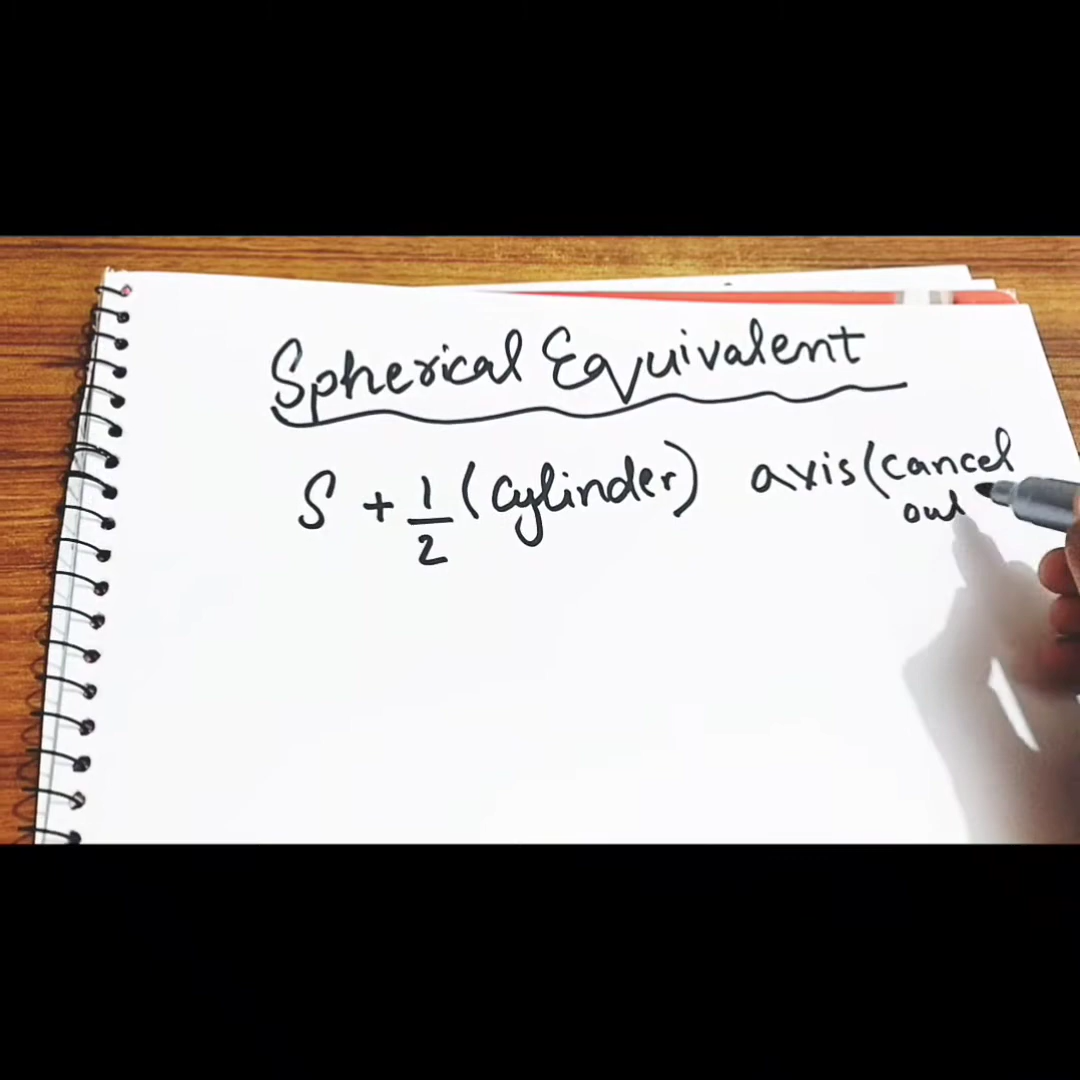 Spherical Equivalent
S + 1/2 (cylinder) axis (cancel
out